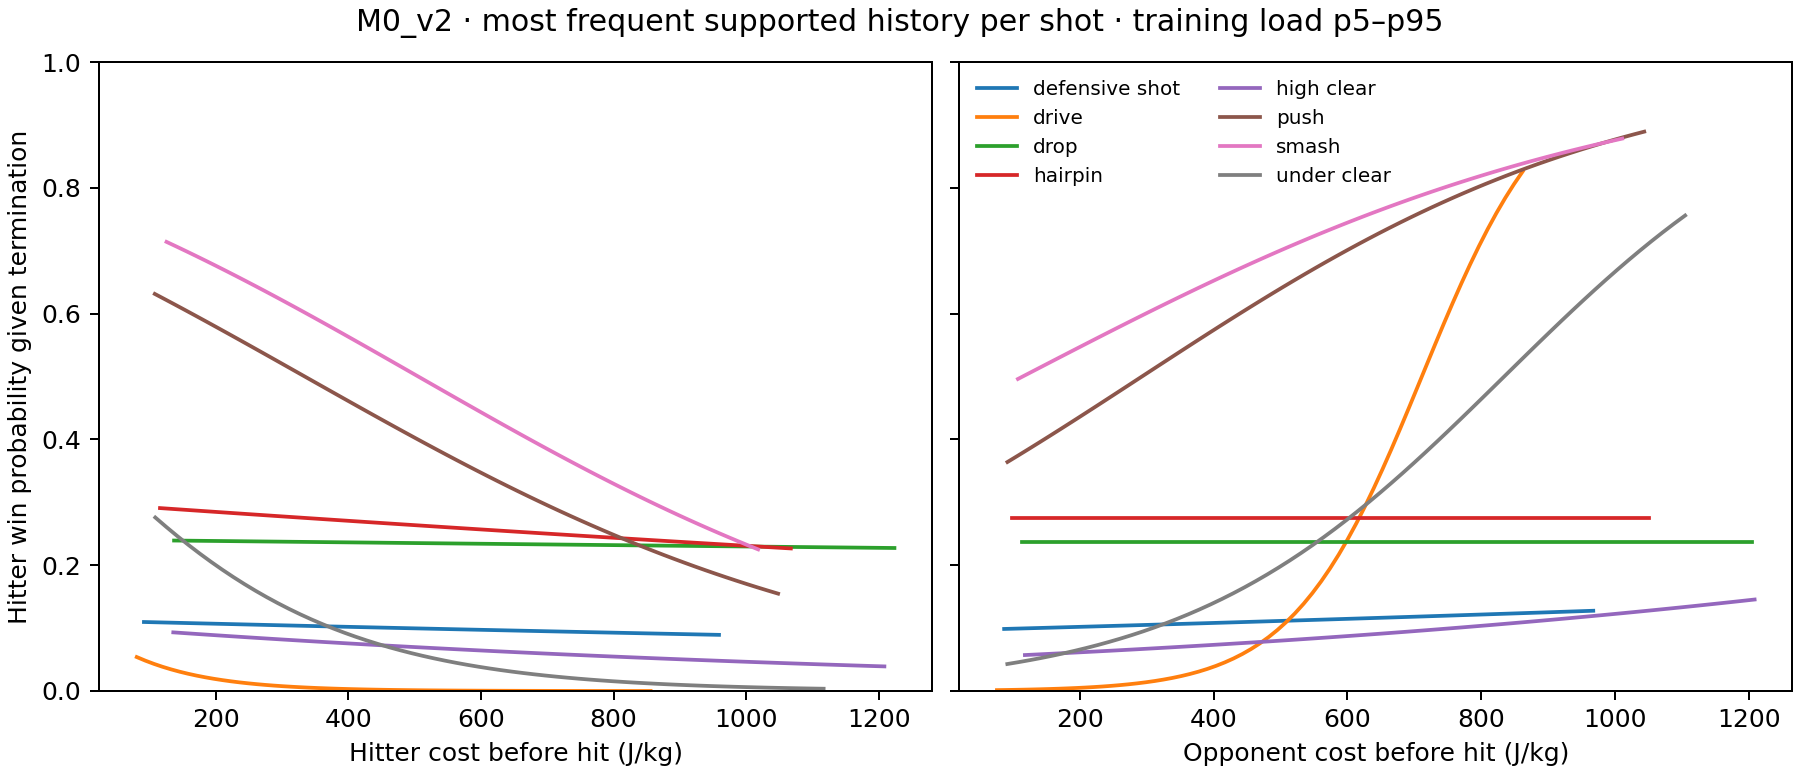 M0_v2 · most frequent supported history per shot · training load p5–p95
Hitter win probability given termination
1.0
0.8
0.6
0.4
0.2
0.0
200 400 600 800 1000 1200
Hitter cost before hit (J/kg)
defensive shot
drive
drop
hairpin
high clear
push
smash
under clear
200 400 600 800 1000 1200
Opponent cost before hit (J/kg)